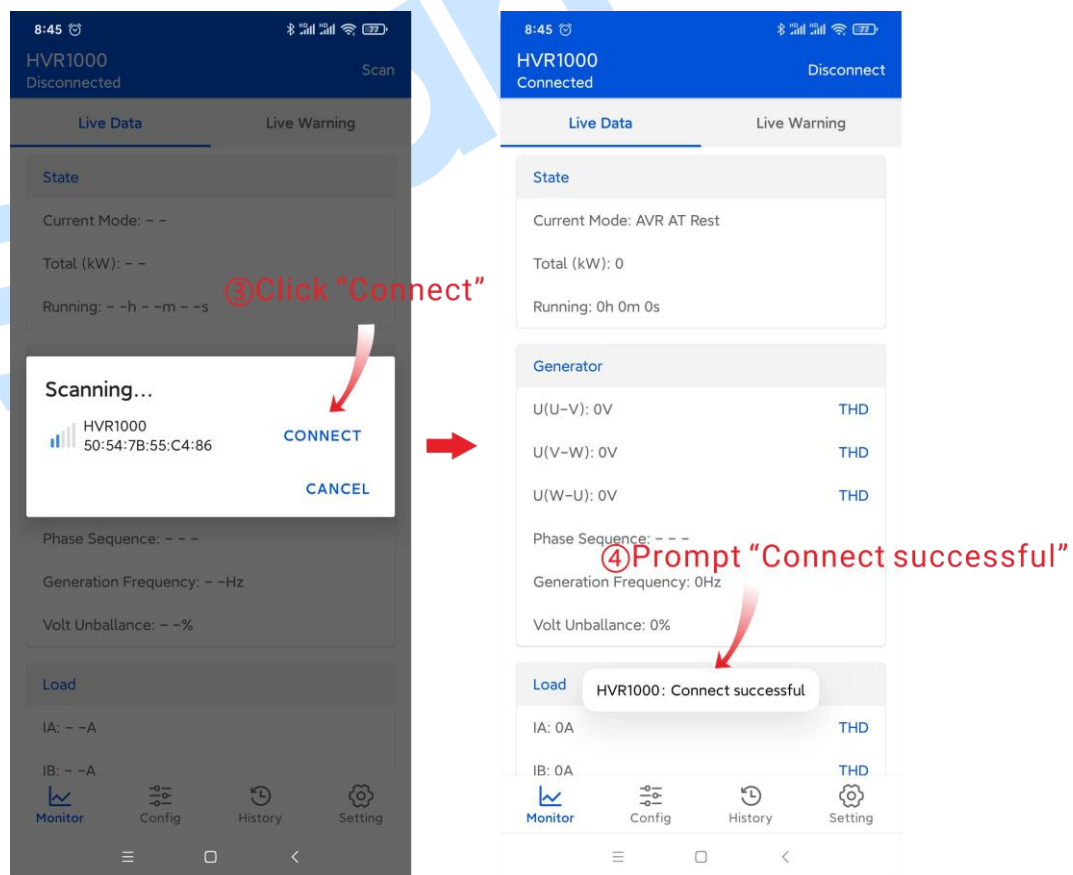 8:45
77
HVR1000
Disconnected
Scan
Live Data
Live Warning
State
Current Mode: – –
Total (kW): – –
Running: – –h – –m – –s
③Click “Connect”
Scanning...
HVR1000
50:54:7B:55:C4:86
CONNECT
CANCEL
Phase Sequence: – – –
Generation Frequency: – –Hz
Volt Unballance: – –%
Load
IA: – –A
IB: – –A
Monitor
Config
History
Setting
8:45
77
HVR1000
Connected
Disconnect
Live Data
Live Warning
State
Current Mode: AVR AT Rest
Total (kW): 0
Running: 0h 0m 0s
Generator
U(U–V): 0V
THD
U(V–W): 0V
THD
U(W–U): 0V
THD
Phase Sequence: – – –
④Prompt “Connect successful”
Generation Frequency: 0Hz
Volt Unballance: 0%
Load
HVR1000: Connect successful
IA: 0A
THD
IB: 0A
THD
Monitor
Config
History
Setting